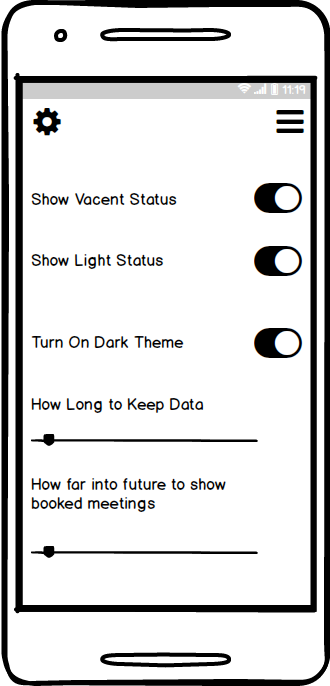 11:19
Show Vacent Status
Show Light Status
Turn On Dark Theme
How Long to Keep Data
How far into future to show
booked meetings